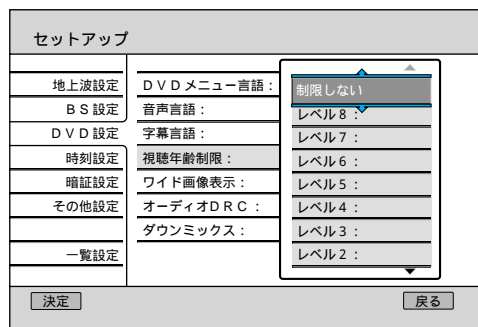 セットアップ
地上波設定
ＢＳ設定
ＤＶＤ設定
時刻設定
暗証設定
その他設定
一覧設定
ＤＶＤメニュー言語：
音声言語：
字幕言語：
視聴年齢制限：
ワイド画像表示：
オーディオＤＲＣ：
ダウンミックス：
制限しない
レベル８：
レベル７：
レベル６：
レベル５：
レベル４：
レベル３：
レベル２：
決定
戻る